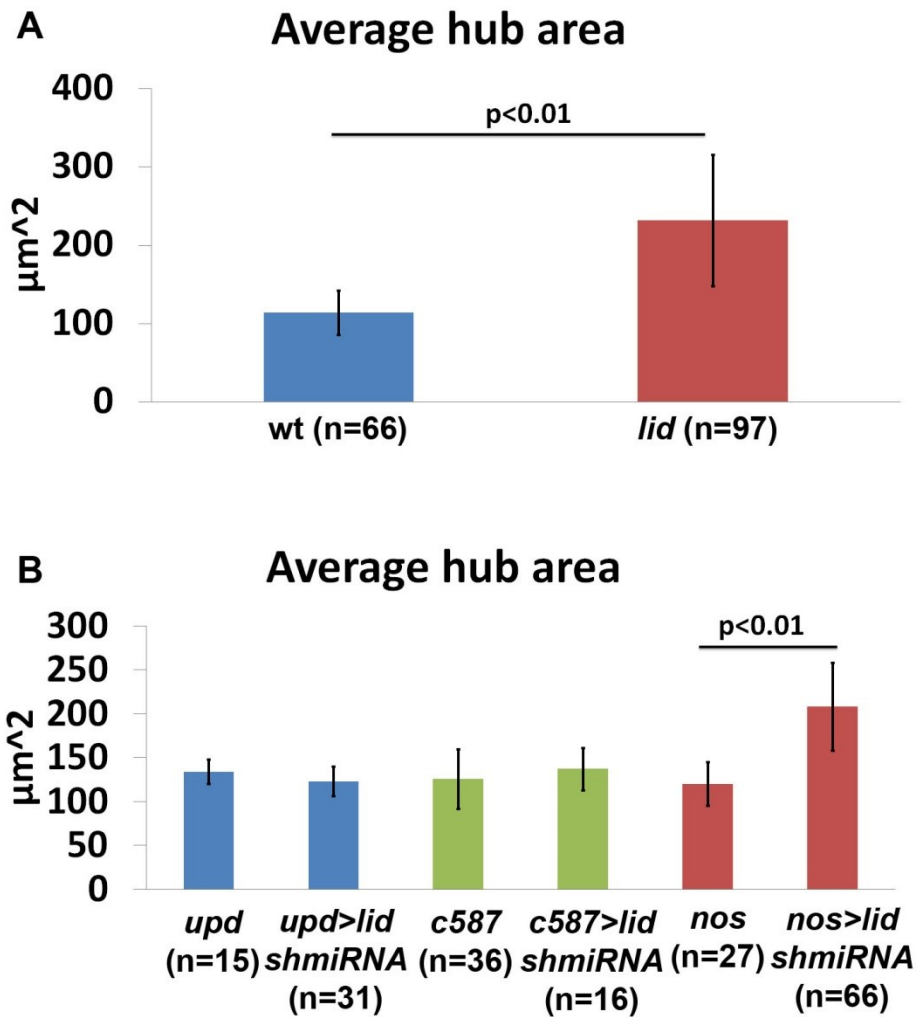 A
Average hub area
400
300
200
100
0
µm^2
p<0.01
wt (n=66)
lid (n=97)
B
Average hub area
300
250
200
150
100
50
0
µm^2
p<0.01
upd
(n=15)
upd>lid
shmiRNA
(n=31)
c587
(n=36)
c587>lid
shmiRNA
(n=16)
nos
(n=27)
nos>lid
shmiRNA
(n=66)